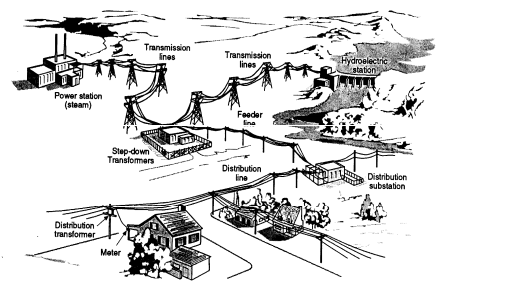 Transmission
lines
Transmission
lines
Hydroelectric
station
Power station
(steam)
Feeder
line
Step-down
Transformers
Distribution
line
Distribution
substation
Distribution
transformer
Meter